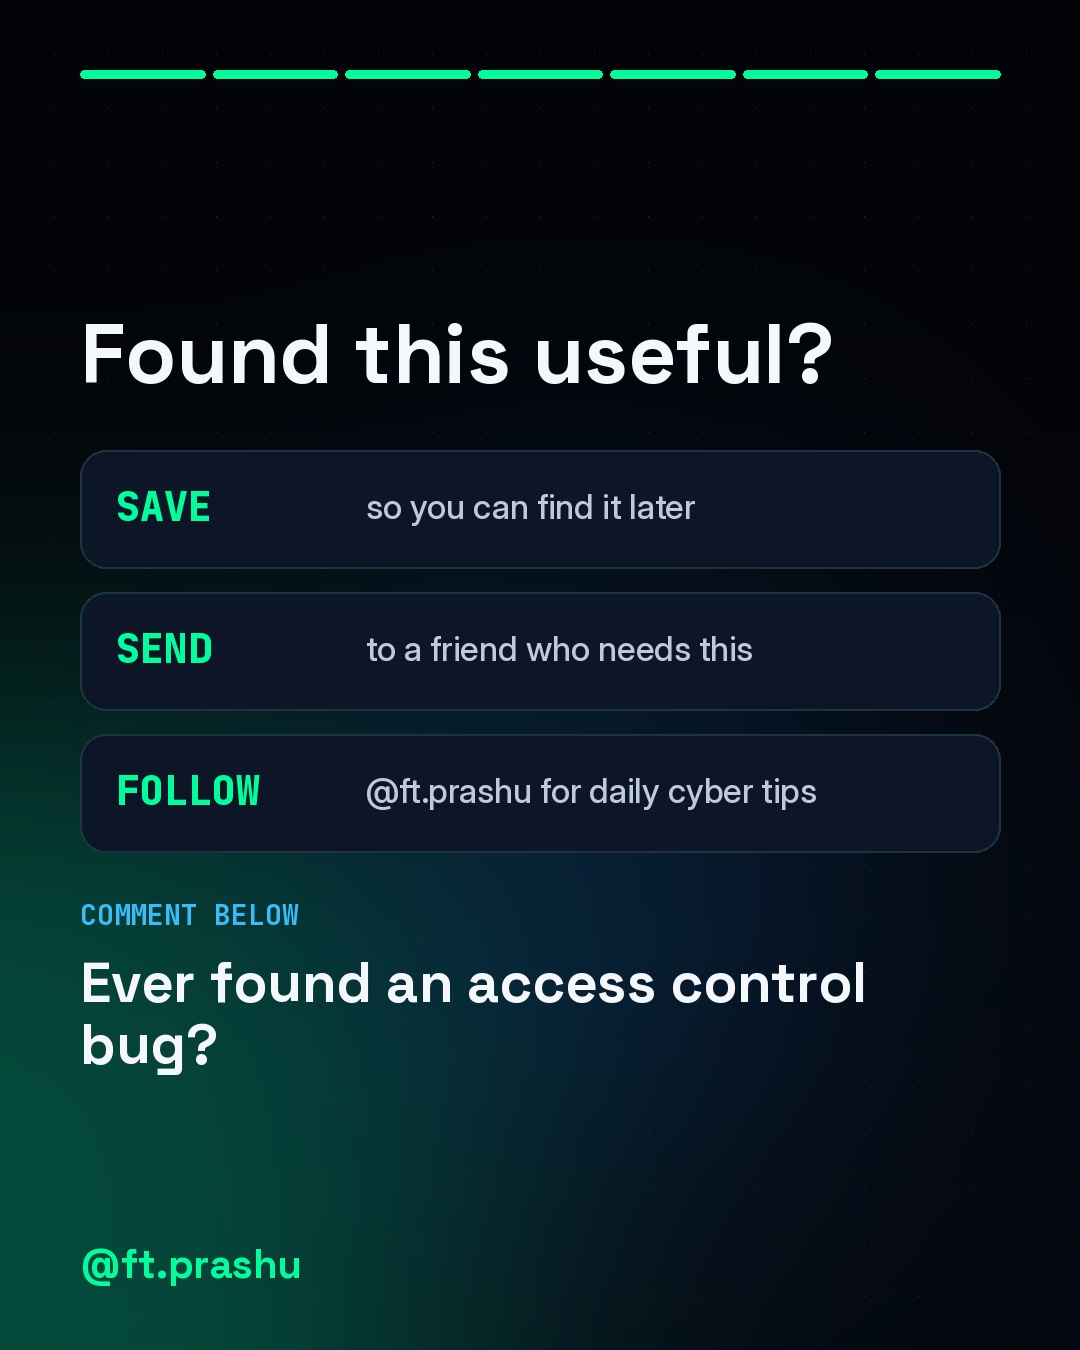 Found this useful?
SAVE so you can find it later
SEND to a friend who needs this
FOLLOW @ft.prashu for daily cyber tips
COMMENT BELOW
Ever found an access control
bug?
@ft.prashu